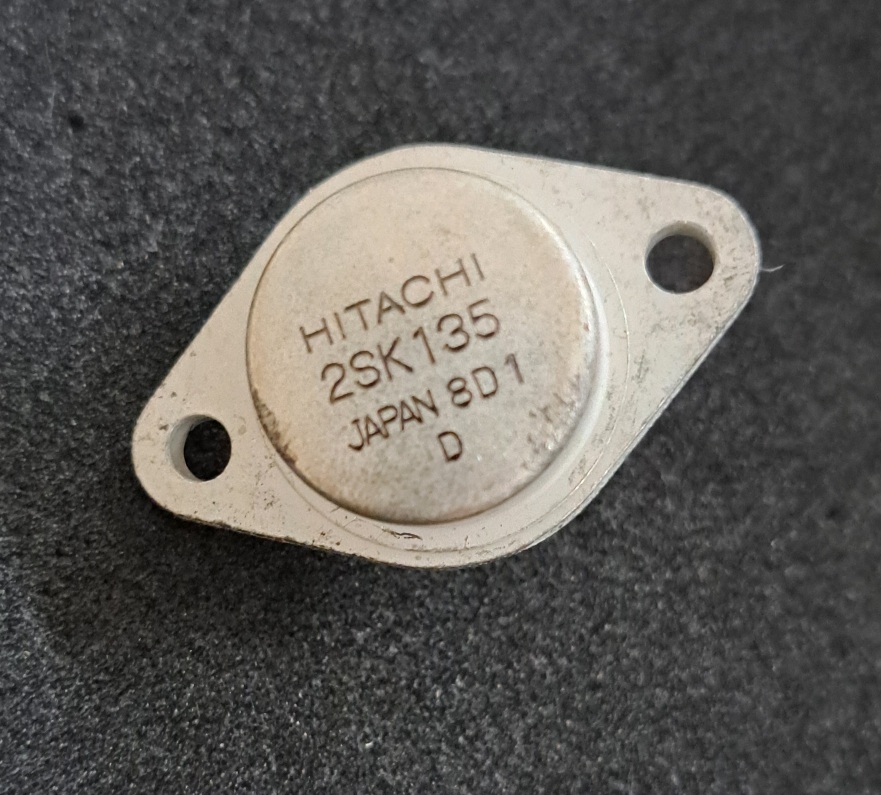 HITACHI
2SK135
JAPAN 8D1
D